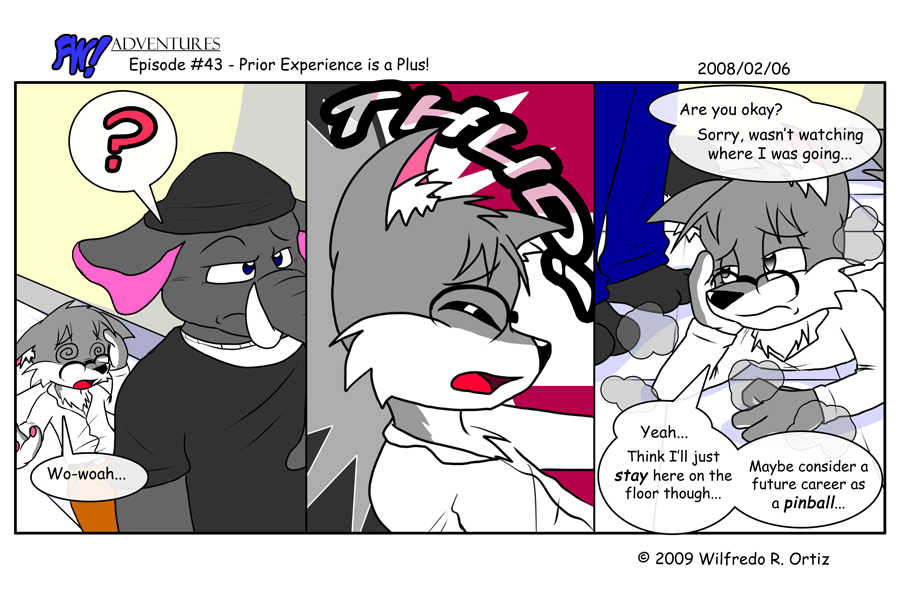 FW! ADVENTURES
Episode #43 - Prior Experience is a Plus!
2008/02/06
?
Wo-woah...
THUD!
Are you okay?
Sorry, wasn't watching
where I was going...
Yeah...
Think I'll just
stay here on the
floor though...
Maybe consider a
future career as
a pinball...
© 2009 Wilfredo R. Ortiz